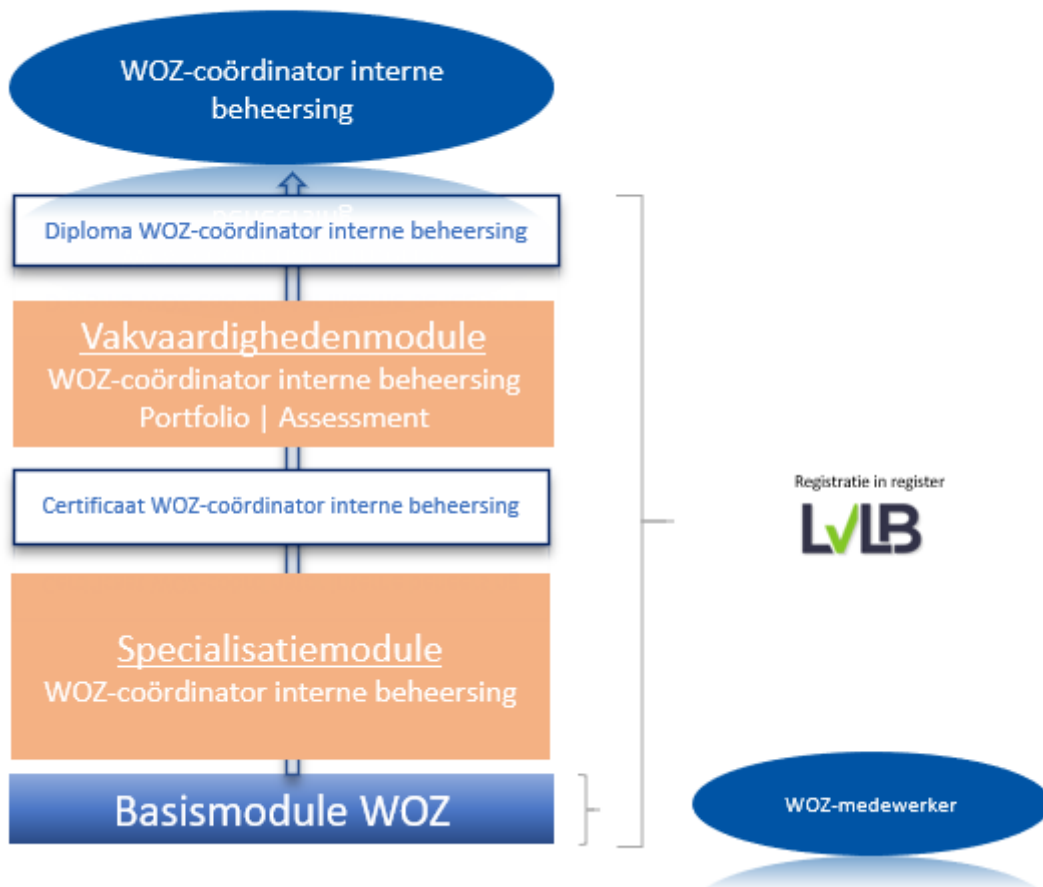 WOZ-coördinator interne
beheersing
Diploma WOZ-coördinator interne beheersing
Vakvaardighedenmodule
WOZ-coördinator interne beheersing
Portfolio | Assessment
Certificaat WOZ-coördinator interne beheersing
Specialisatiemodule
WOZ-coördinator interne beheersing
Basismodule WOZ
Registratie in register
LVLB
WOZ-medewerker